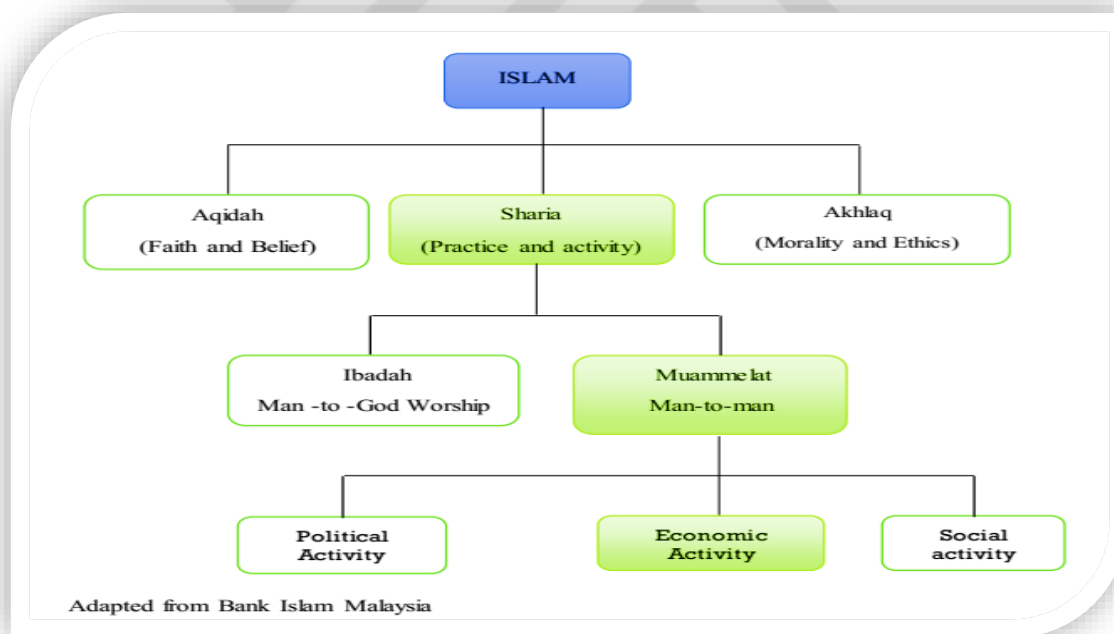 ISLAM
Aqidah
(Faith and Belief)
Sharia
(Practice and activity)
Akhlaq
(Morality and Ethics)
Ibadah
Man -to -God Worship
Muammelat
Man-to-man
Political
Activity
Economic
Activity
Social
activity
Adapted from Bank Islam Malaysia